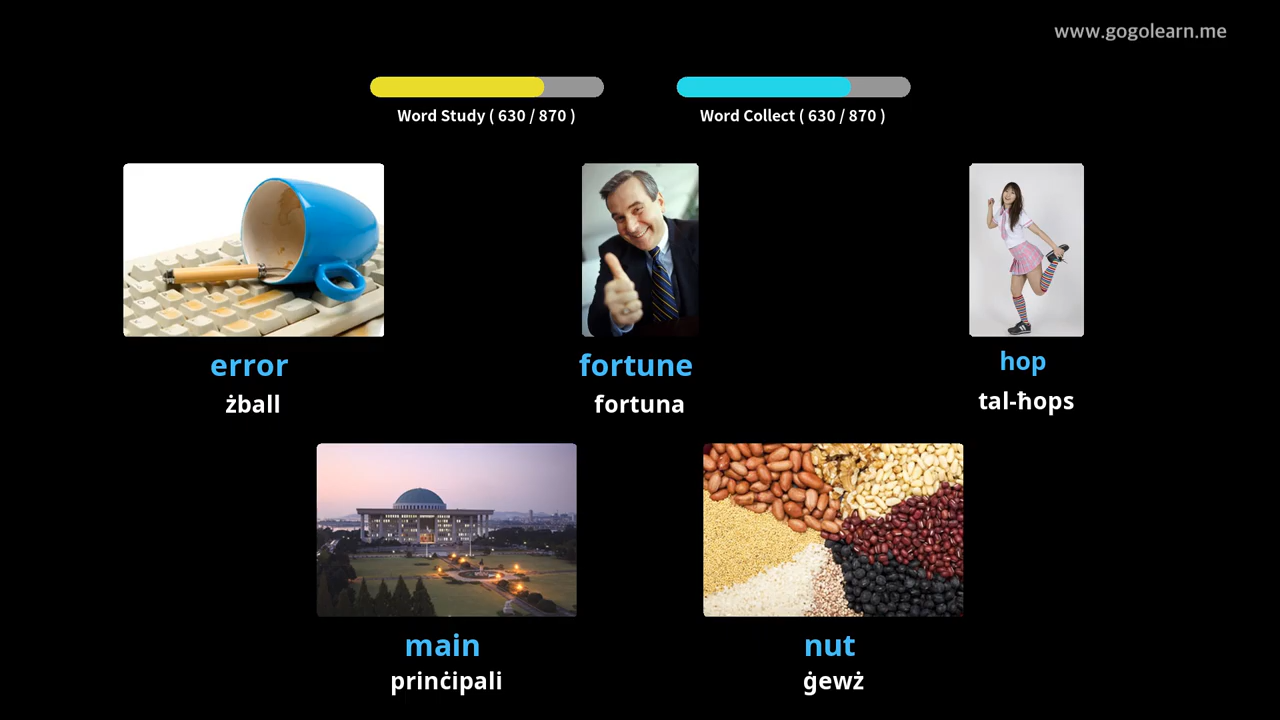 www.gogolearn.me
Word Study ( 630 / 870 )
Word Collect ( 630 / 870 )
error
żball
fortune
fortuna
hop
tal-ħops
main
prinċipali
nut
ġewż